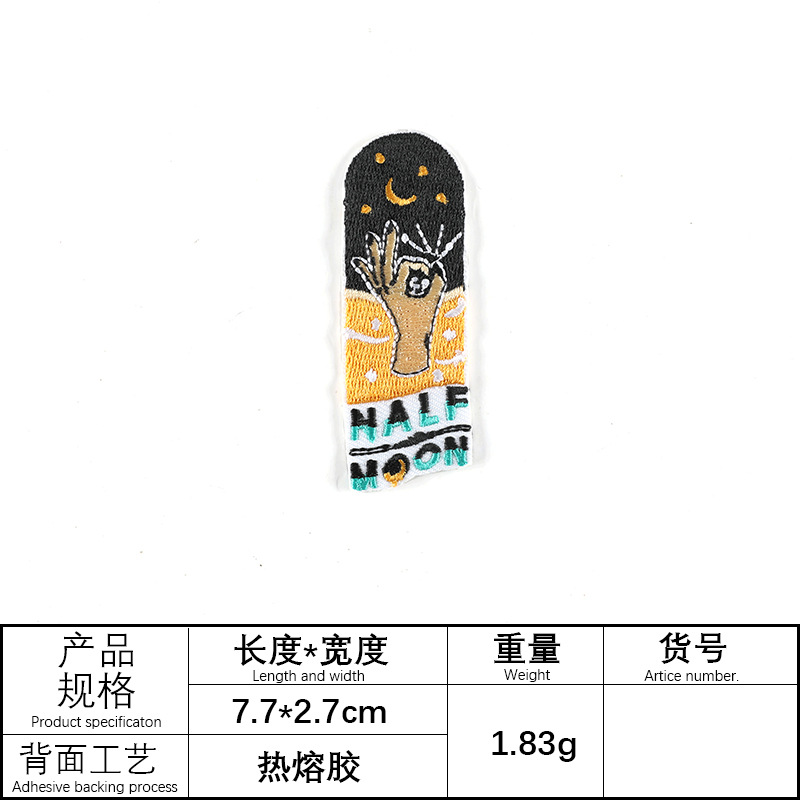 HALF
MOON
产品
规格
Product specificaton
长度*宽度
Length and width
重量
Weight
货号
Artice number.
7.7*2.7cm
1.83g
背面工艺
Adhesive backing process
热熔胶